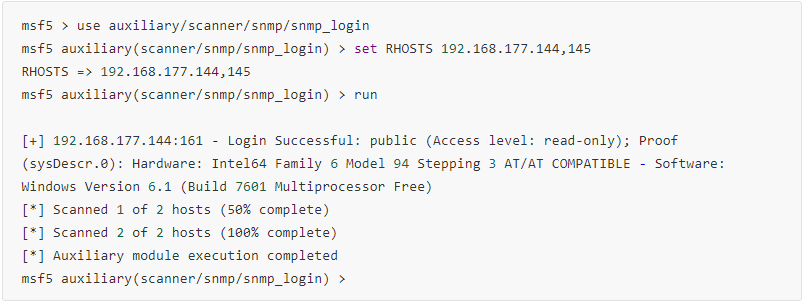 msf5 > use auxiliary/scanner/snmp/snmp_login
msf5 auxiliary(scanner/snmp/snmp_login) > set RHOSTS 192.168.177.144,145
RHOSTS => 192.168.177.144,145
msf5 auxiliary(scanner/snmp/snmp_login) > run

[+] 192.168.177.144:161 - Login Successful: public (Access level: read-only); Proof
(sysDescr.0): Hardware: Intel64 Family 6 Model 94 Stepping 3 AT/AT COMPATIBLE - Software:
Windows Version 6.1 (Build 7601 Multiprocessor Free)
[*] Scanned 1 of 2 hosts (50% complete)
[*] Scanned 2 of 2 hosts (100% complete)
[*] Auxiliary module execution completed
msf5 auxiliary(scanner/snmp/snmp_login) >